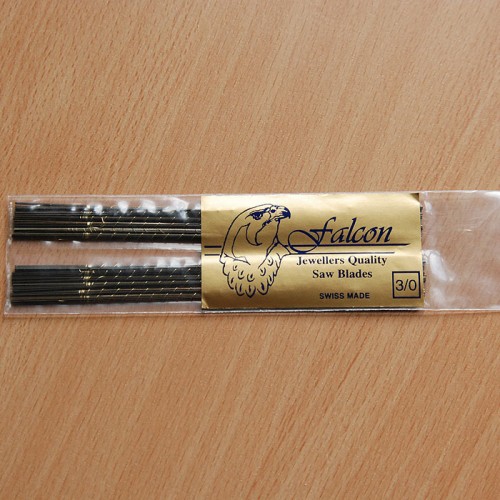 Falcon
Jewellers Quality
Saw Blades
SWISS MADE
3/0